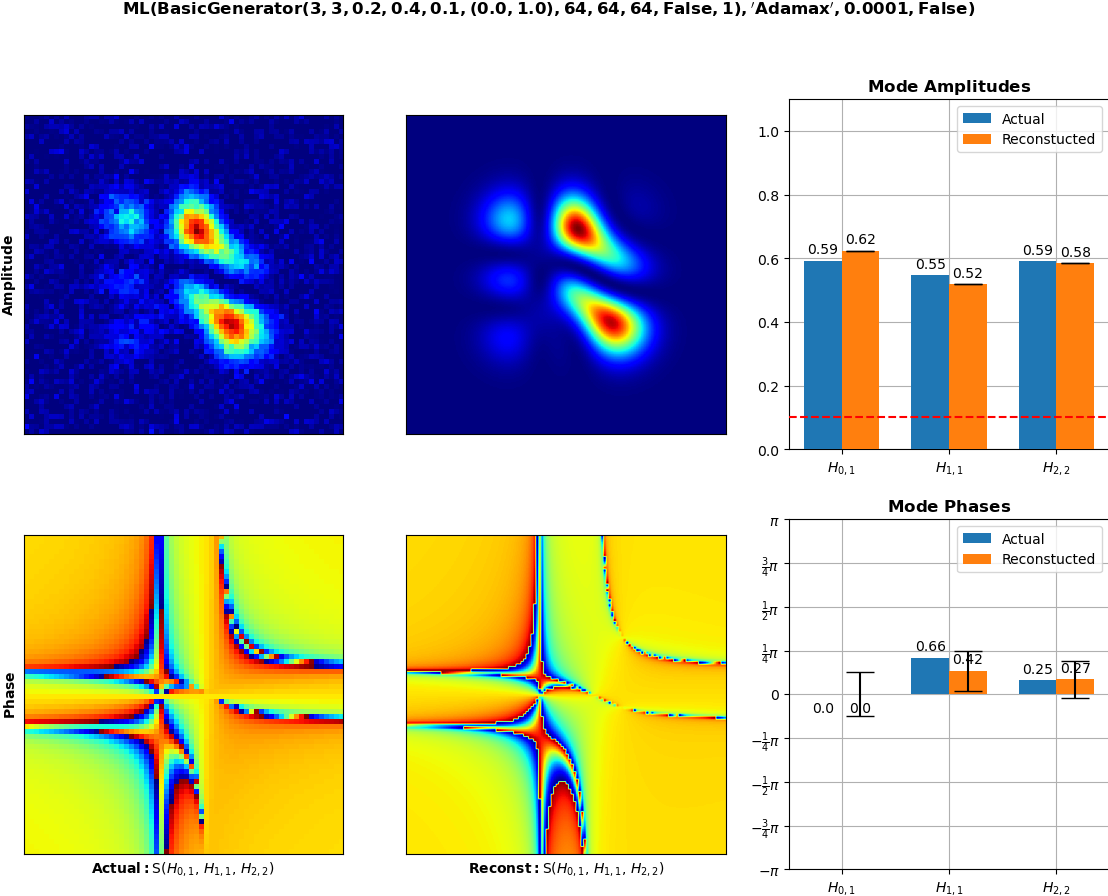 ML(BasicGenerator(3, 3, 0.2, 0.4, 0.1, (0.0, 1.0), 64, 64, 64, False, 1), ′Adamax′, 0.0001, False)
Amplitude
Mode Amplitudes
Actual
Reconstucted
1.0
0.8
0.6
0.4
0.2
0.0
0.59 0.62
0.55 0.52
0.59 0.58
H0, 1
H1, 1
H2, 2
Phase
Actual: S(H0, 1, H1, 1, H2, 2)
Reconst: S(H0, 1, H1, 1, H2, 2)
Mode Phases
Actual
Reconstucted
π
3/4π
1/2π
1/4π
0
−1/4π
−1/2π
−3/4π
−π
0.0 0.0
0.66 0.42
0.25 0.27
H0, 1
H1, 1
H2, 2